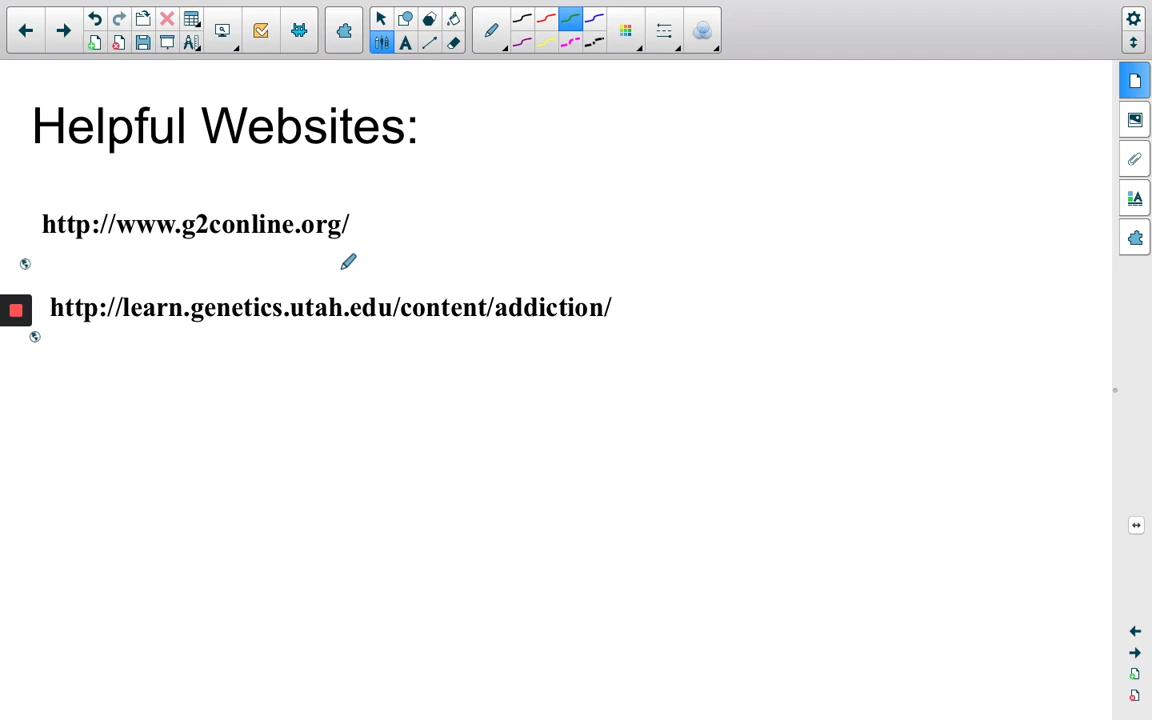 Helpful Websites:
http://www.g2conline.org/
http://learn.genetics.utah.edu/content/addiction/